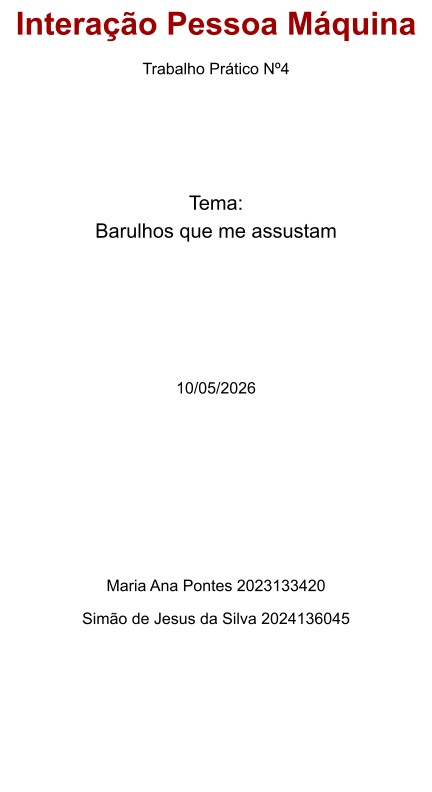 Interação Pessoa Máquina
Trabalho Prático Nº4
Tema:
Barulhos que me assustam
10/05/2026
Maria Ana Pontes 2023133420
Simão de Jesus da Silva 2024136045